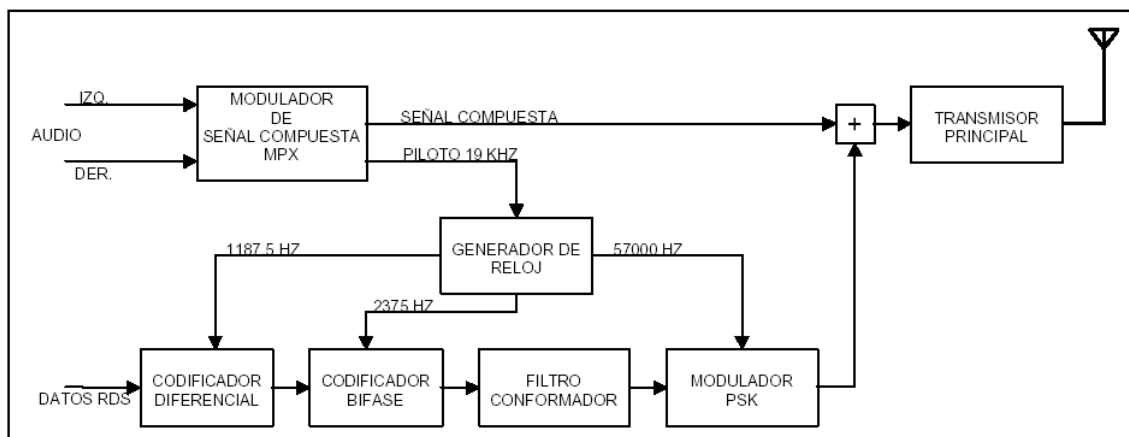 IZQ.
AUDIO
DER.
MODULADOR
DE
SEÑAL COMPUESTA
MPX
SEÑAL COMPUESTA
PILOTO 19 KHZ
+
TRANSMISOR
PRINCIPAL
GENERADOR DE
RELOJ
1187.5 HZ
57000 HZ
2375 HZ
DATOS RDS
CODIFICADOR
DIFERENCIAL
CODIFICADOR
BIFASE
FILTRO
CONFORMADOR
MODULADOR
PSK